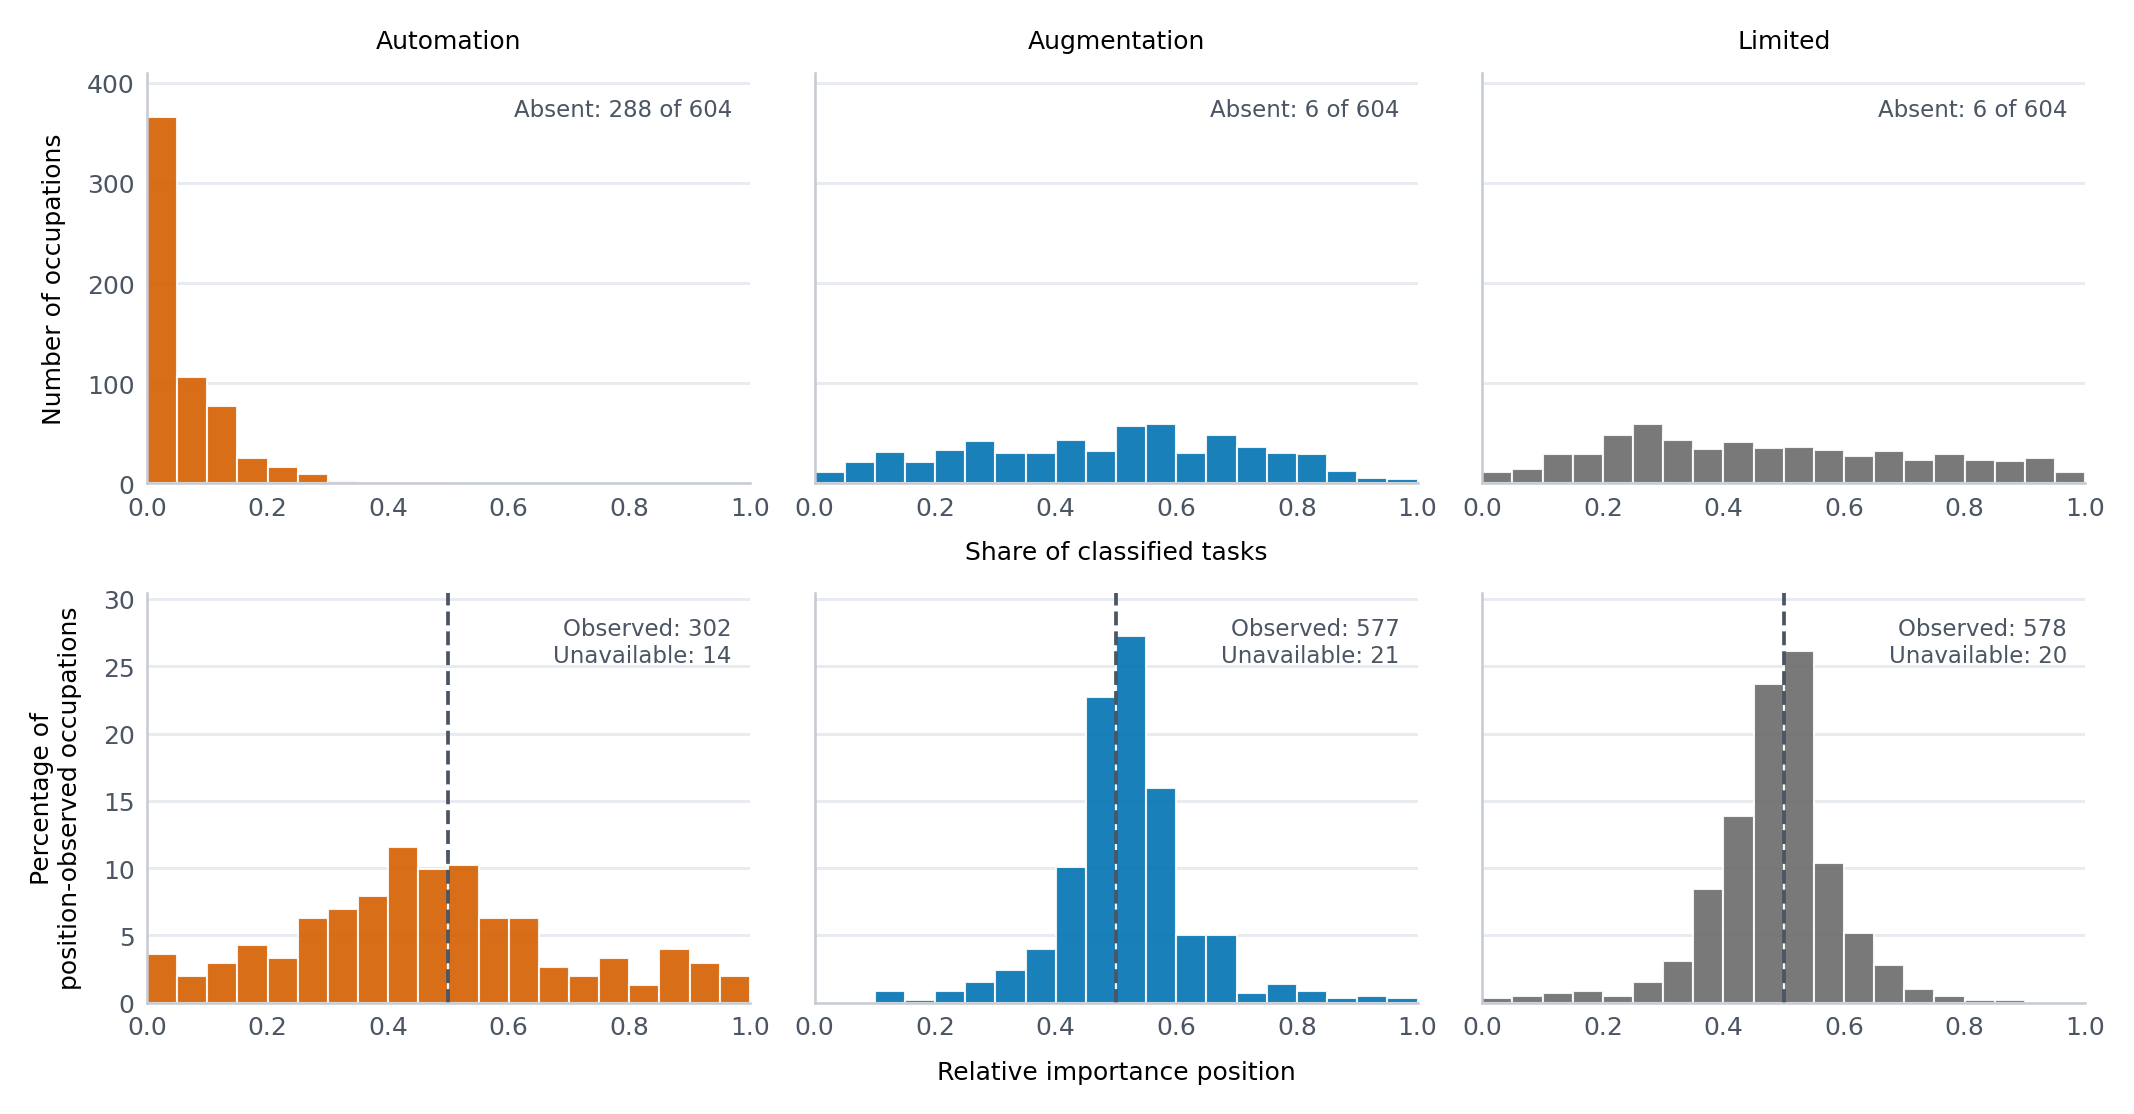 Automation
Augmentation
Limited
Number of occupations
400
300
200
100
0
Absent: 288 of 604
Absent: 6 of 604
Absent: 6 of 604
0.0 0.2 0.4 0.6 0.8 1.0
0.0 0.2 0.4 0.6 0.8 1.0
0.0 0.2 0.4 0.6 0.8 1.0
Share of classified tasks
Percentage of
position-observed occupations
30
25
20
15
10
5
0
Observed: 302
Unavailable: 14
Observed: 577
Unavailable: 21
Observed: 578
Unavailable: 20
0.0 0.2 0.4 0.6 0.8 1.0
0.0 0.2 0.4 0.6 0.8 1.0
0.0 0.2 0.4 0.6 0.8 1.0
Relative importance position